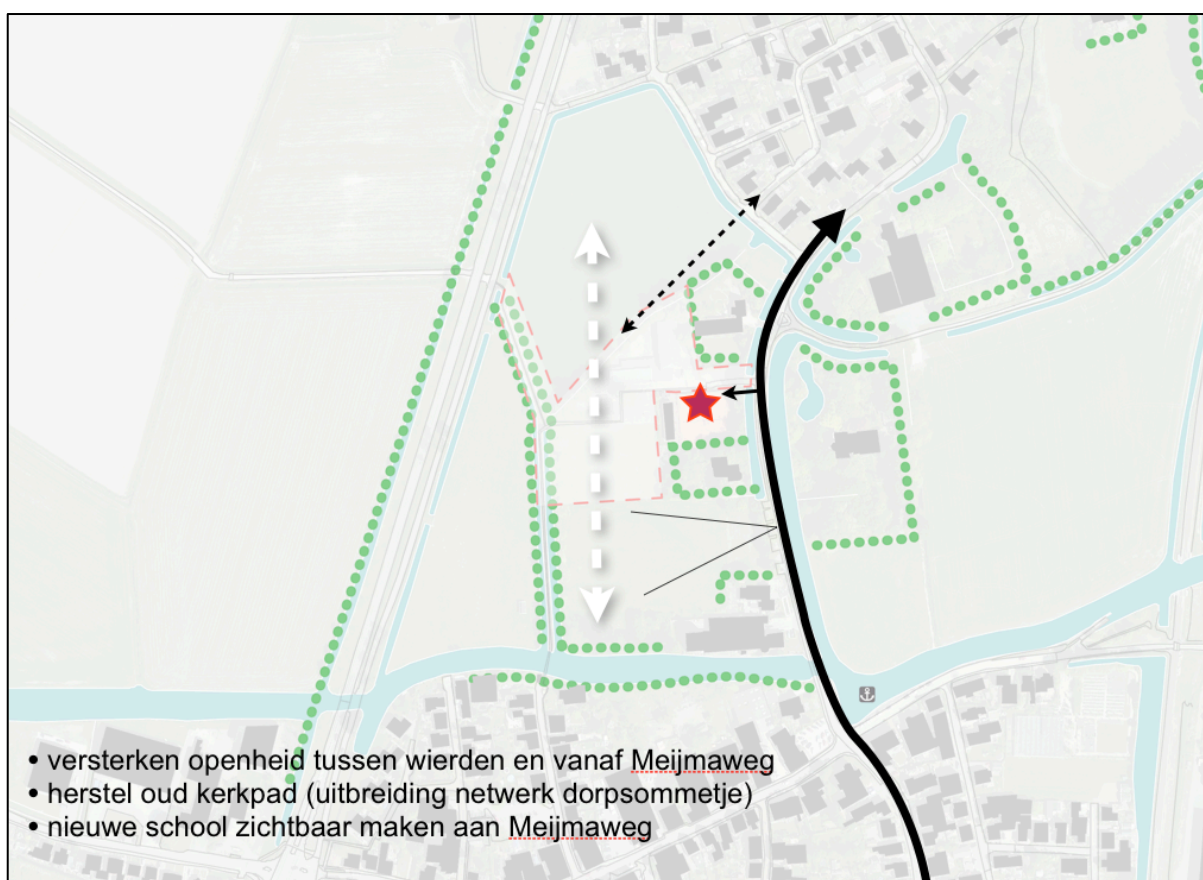 • versterken openheid tussen wierden en vanaf Meijmaweg
• herstel oud kerkpad (uitbreiding netwerk dorpsommetje)
• nieuwe school zichtbaar maken aan Meijmaweg